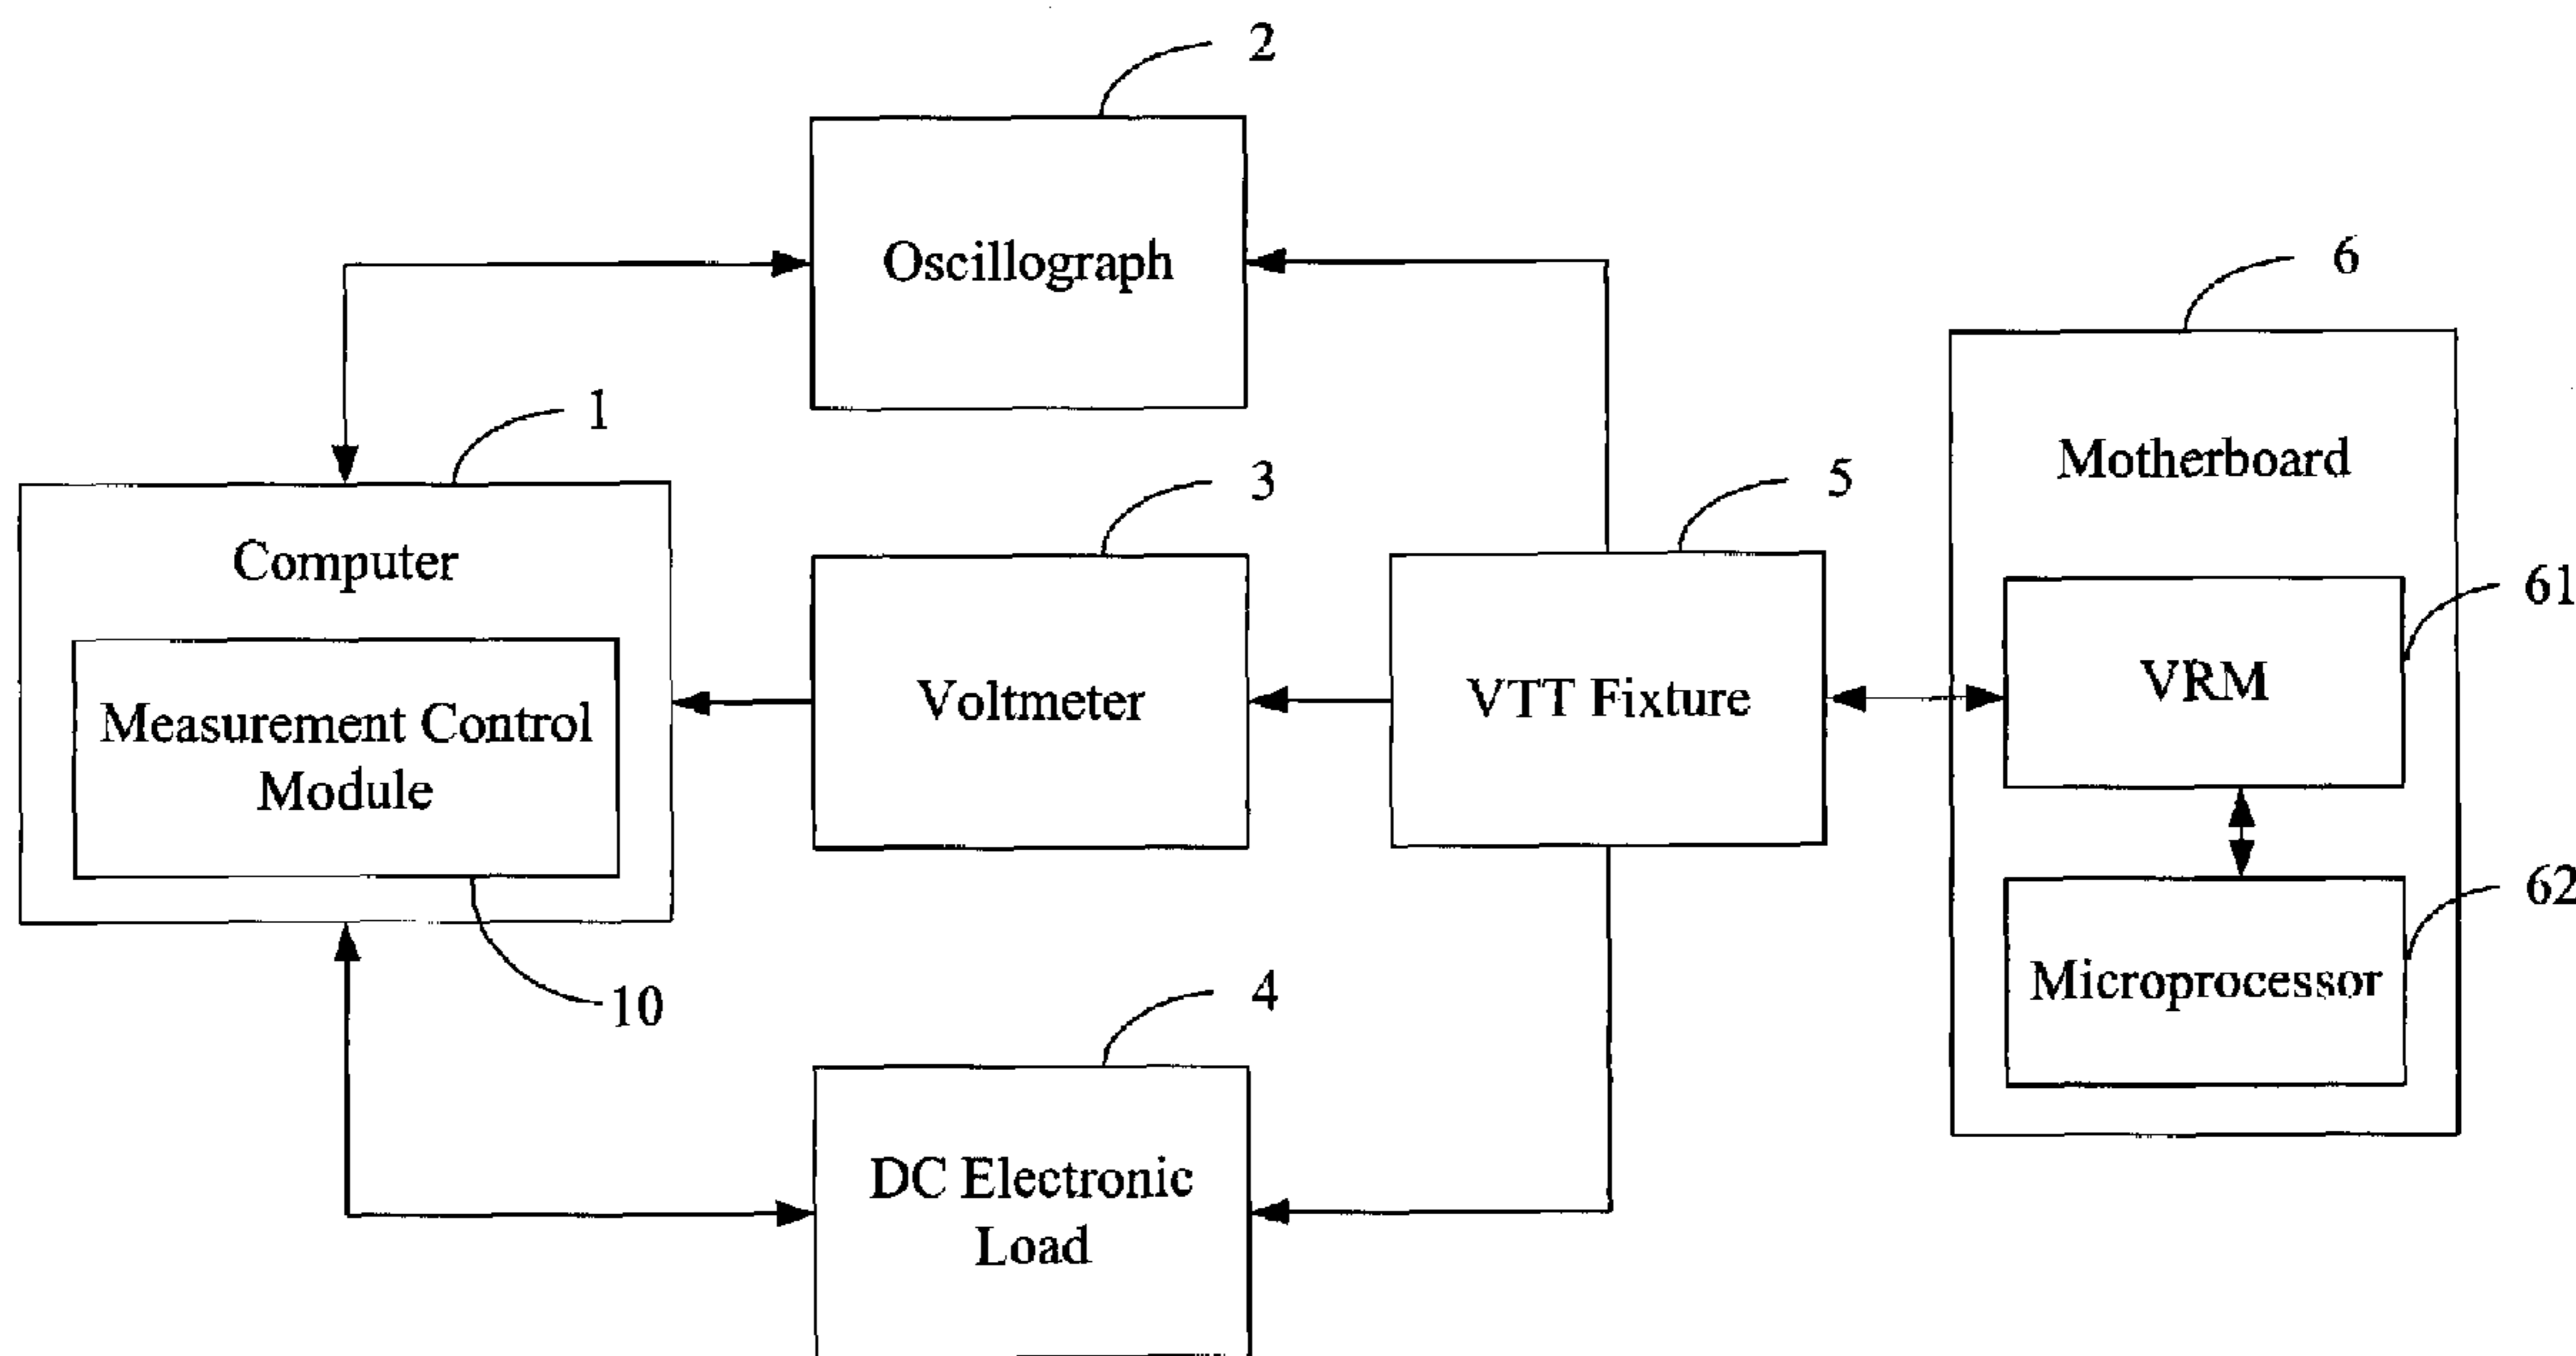 2
Oscillograph
6
1
Motherboard
3
5
Computer
61
VRM
Voltmeter
VTT Fixture
Measurement Control
Module
62
Microprocessor
10
4
DC Electronic
Load